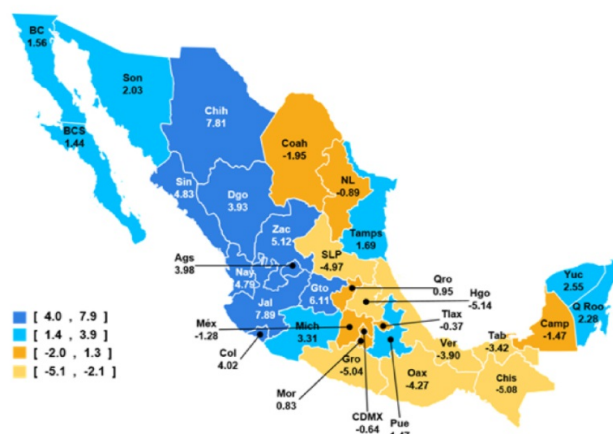 BC
1.56
Son
2.03
Chih
7.81
BCS
1.44
Coah
-1.95
Sin
4.83
Dgo
3.93
NL
-0.89
Zac
5.12
Tamps
1.69
Ags
3.98
SLP
-4.97
Nay
4.79
Gto
6.11
Qro
0.95
Hgo
-5.14
Yuc
2.55
Q Roo
2.28
Jal
7.89
[ 4.0 , 7.9 ]
[ 1.4 , 3.9 ]
[ -2.0 , 1.3 ]
[ -5.1 , -2.1 ]
Méx
-1.28
Mich
3.31
Tlax
-0.37
Camp
-1.47
Col
4.02
Gro
-5.04
Ver
-3.90
Tab
-3.42
Mor
0.83
CDMX
-0.64
Pue
Oax
-4.27
Chis
-5.08